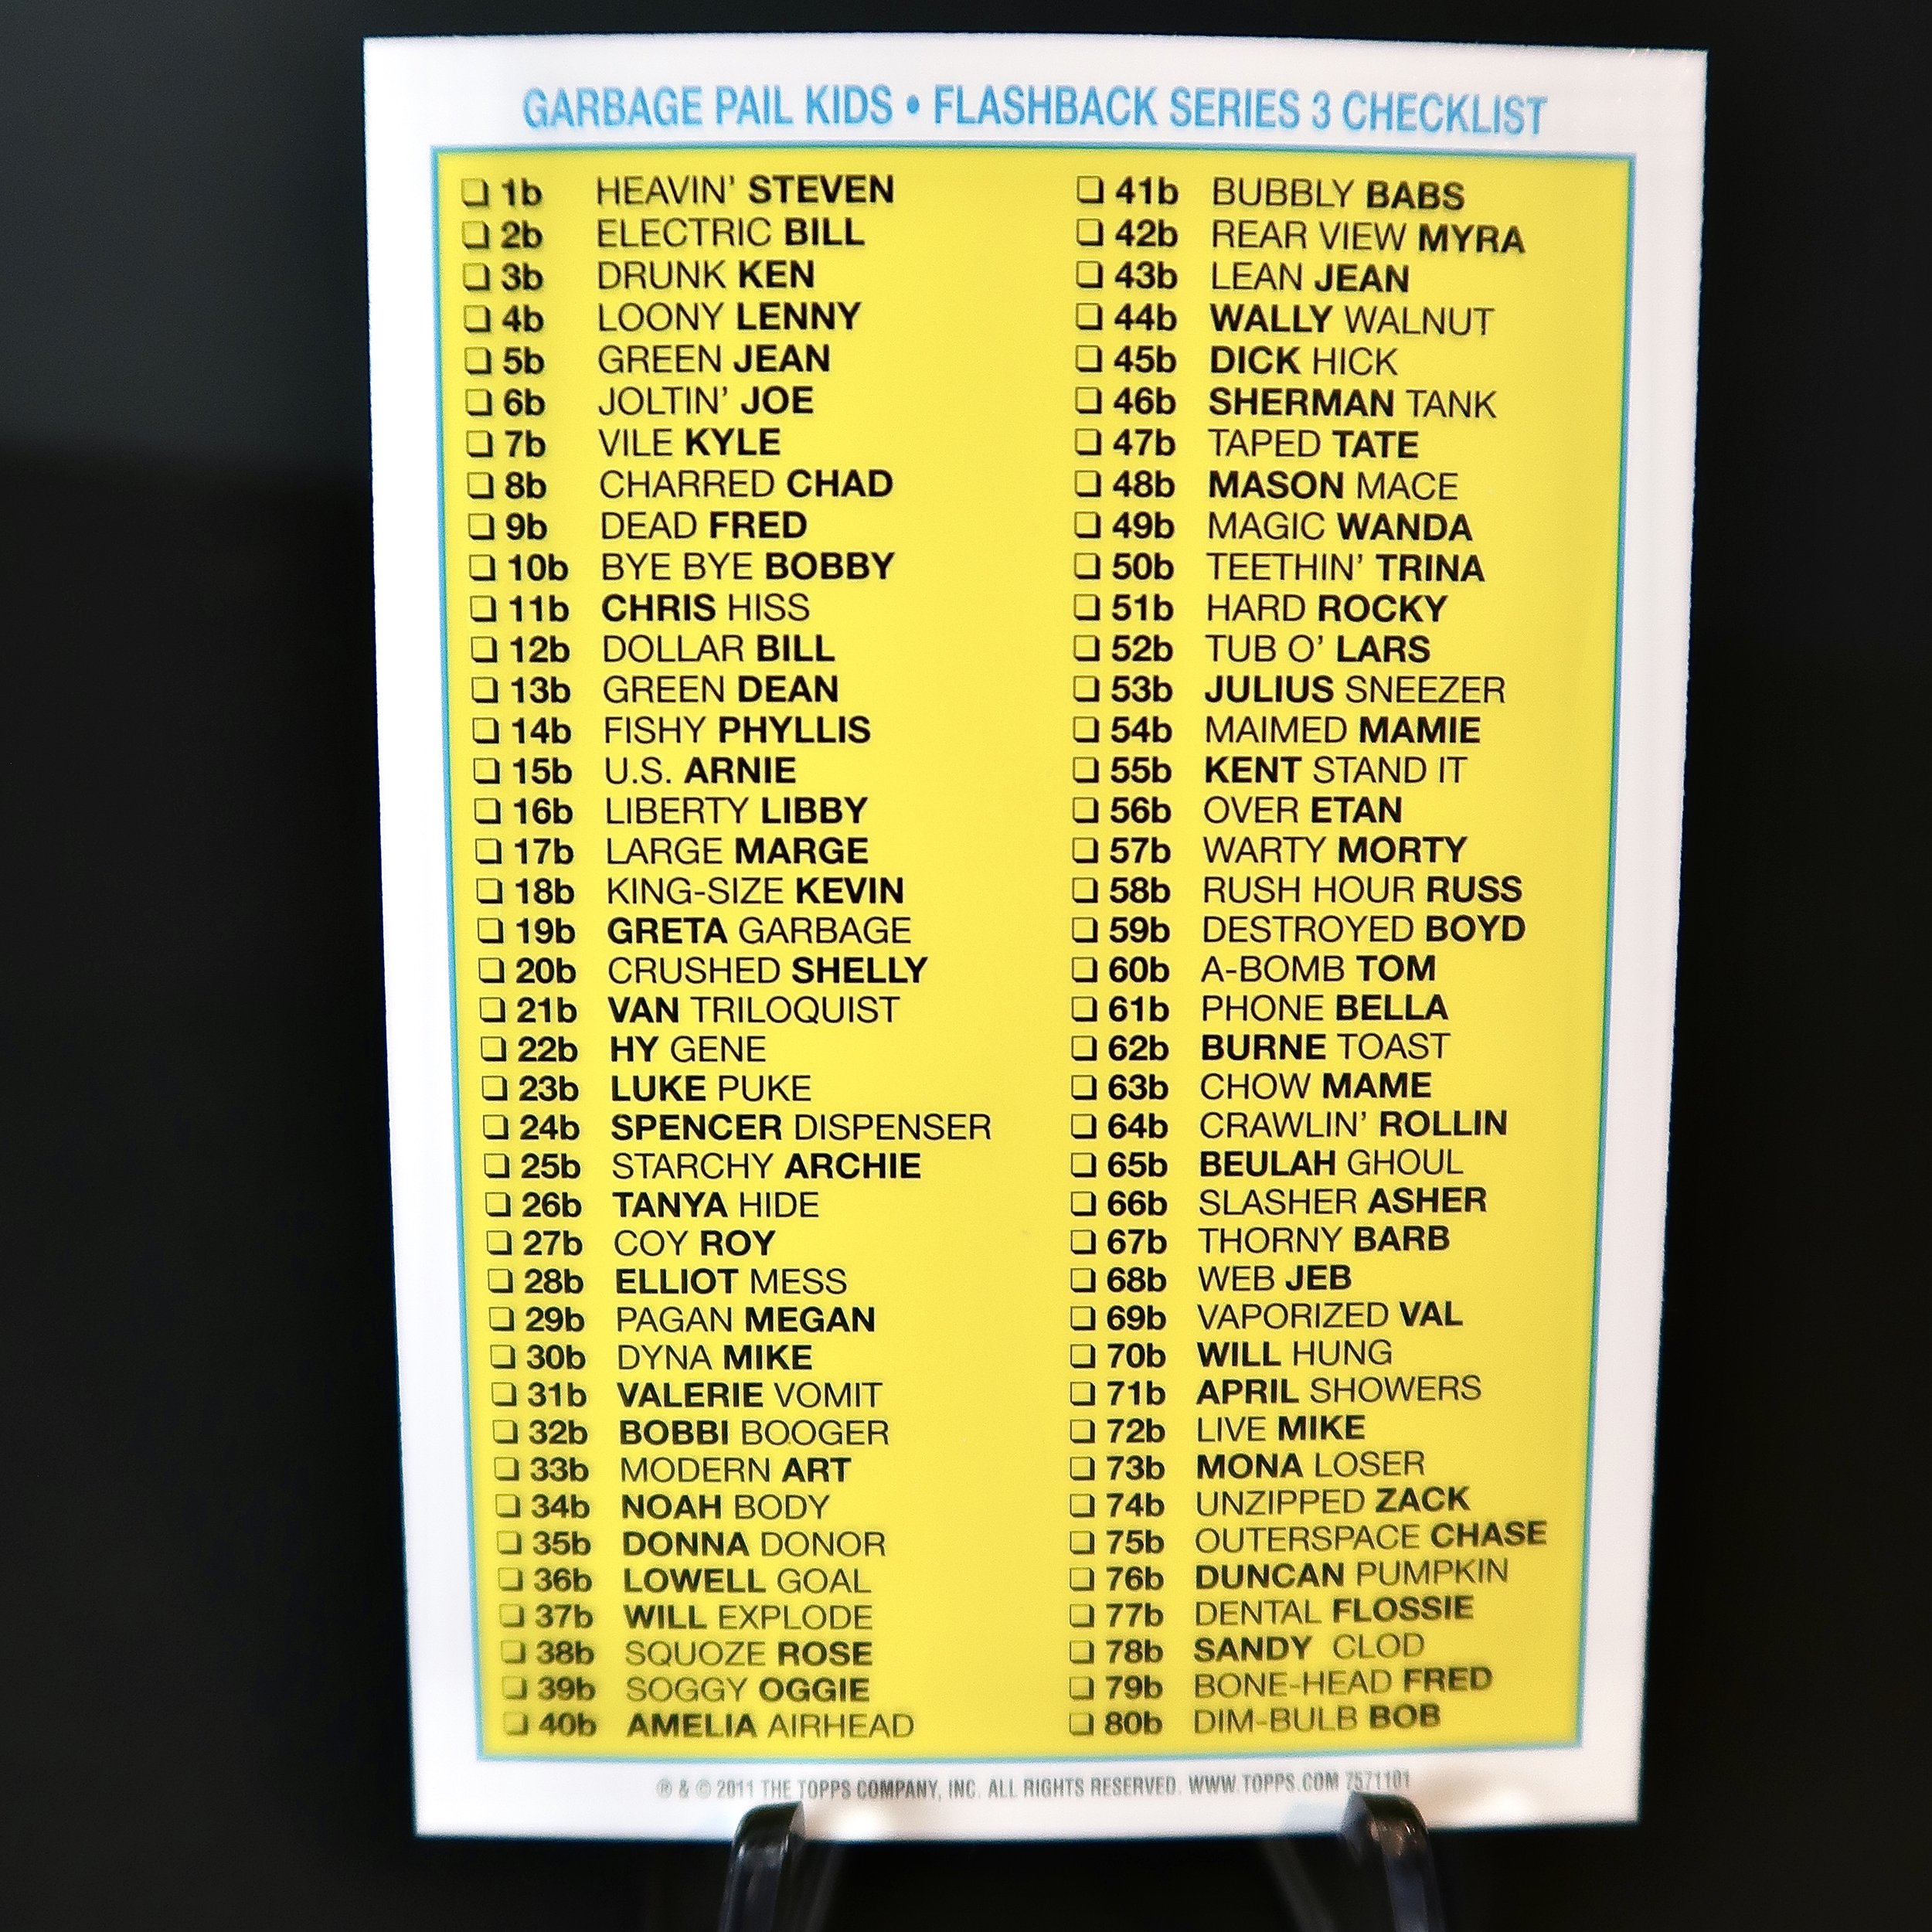 GARBAGE PAIL KIDS • FLASHBACK SERIES 3 CHECKLIST
❏ 1b HEAVIN' STEVEN
❏ 2b ELECTRIC BILL
❏ 3b DRUNK KEN
❏ 4b LOONY LENNY
❏ 5b GREEN JEAN
❏ 6b JOLTIN' JOE
❏ 7b VILE KYLE
❏ 8b CHARRED CHAD
❏ 9b DEAD FRED
❏ 10b BYE BYE BOBBY
❏ 11b CHRIS HISS
❏ 12b DOLLAR BILL
❏ 13b GREEN DEAN
❏ 14b FISHY PHYLLIS
❏ 15b U.S. ARNIE
❏ 16b LIBERTY LIBBY
❏ 17b LARGE MARGE
❏ 18b KING-SIZE KEVIN
❏ 19b GRETA GARBAGE
❏ 20b CRUSHED SHELLY
❏ 21b VAN TRILOQUIST
❏ 22b HY GENE
❏ 23b LUKE PUKE
❏ 24b SPENCER DISPENSER
❏ 25b STARCHY ARCHIE
❏ 26b TANYA HIDE
❏ 27b COY ROY
❏ 28b ELLIOT MESS
❏ 29b PAGAN MEGAN
❏ 30b DYNA MIKE
❏ 31b VALERIE VOMIT
❏ 32b BOBBI BOOGER
❏ 33b MODERN ART
❏ 34b NOAH BODY
❏ 35b DONNA DONOR
❏ 36b LOWELL GOAL
❏ 37b WILL EXPLODE
❏ 38b SQUOZE ROSE
❏ 39b SOGGY OGGIE
❏ 40b AMELIA AIRHEAD
❏ 41b BUBBLY BABS
❏ 42b REAR VIEW MYRA
❏ 43b LEAN JEAN
❏ 44b WALLY WALNUT
❏ 45b DICK HICK
❏ 46b SHERMAN TANK
❏ 47b TAPED TATE
❏ 48b MASON MACE
❏ 49b MAGIC WANDA
❏ 50b TEETHIN' TRINA
❏ 51b HARD ROCKY
❏ 52b TUB O' LARS
❏ 53b JULIUS SNEEZER
❏ 54b MAIMED MAMIE
❏ 55b KENT STAND IT
❏ 56b OVER ETAN
❏ 57b WARTY MORTY
❏ 58b RUSH HOUR RUSS
❏ 59b DESTROYED BOYD
❏ 60b A-BOMB TOM
❏ 61b PHONE BELLA
❏ 62b BURNE TOAST
❏ 63b CHOW MAME
❏ 64b CRAWLIN' ROLLIN
❏ 65b BEULAH GHOUL
❏ 66b SLASHER ASHER
❏ 67b THORNY BARB
❏ 68b WEB JEB
❏ 69b VAPORIZED VAL
❏ 70b WILL HUNG
❏ 71b APRIL SHOWERS
❏ 72b LIVE MIKE
❏ 73b MONA LOSER
❏ 74b UNZIPPED ZACK
❏ 75b OUTERSPACE CHASE
❏ 76b DUNCAN PUMPKIN
❏ 77b DENTAL FLOSSIE
❏ 78b SANDY CLOD
❏ 79b BONE-HEAD FRED
❏ 80b DIM-BULB BOB
® & © 2011 THE TOPPS COMPANY, INC. ALL RIGHTS RESERVED. WWW.TOPPS.COM 7571101